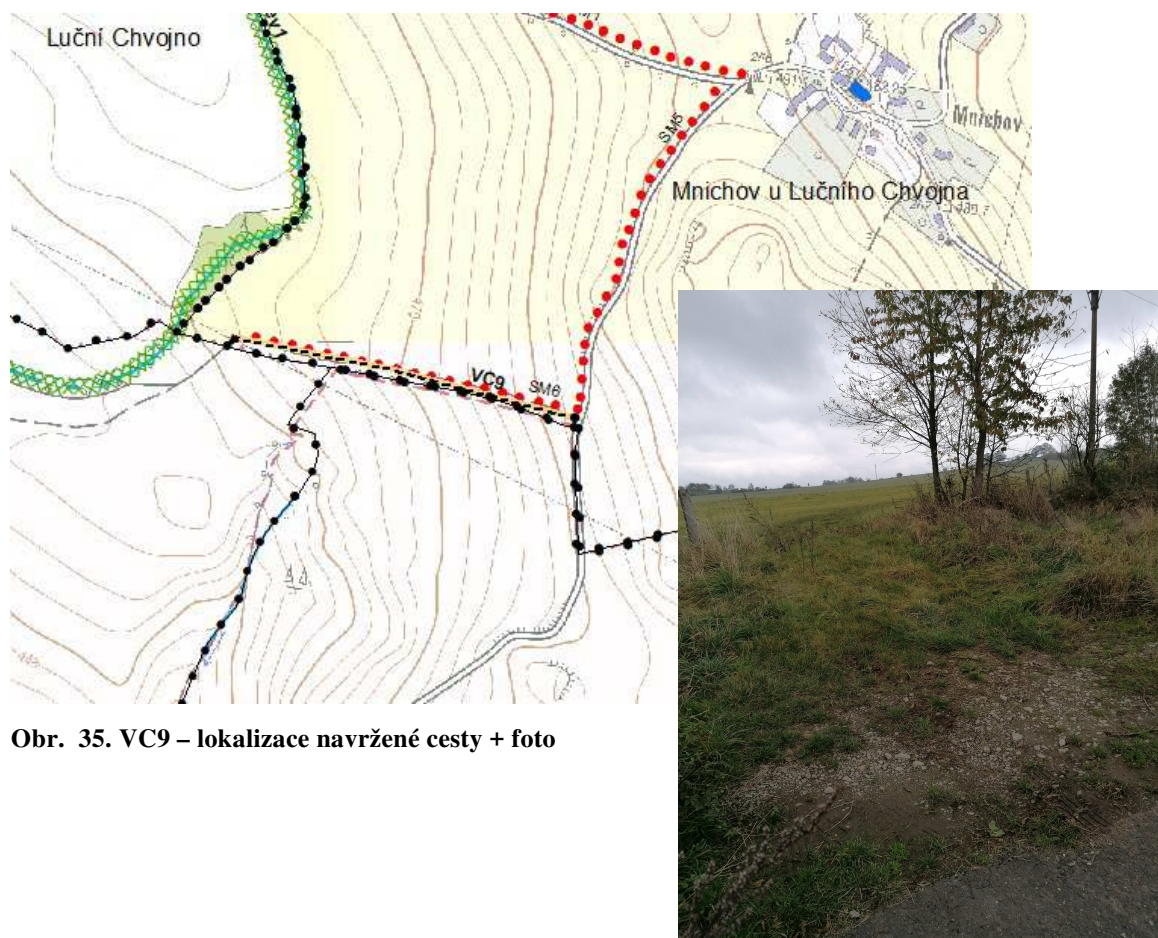 Luční Chvojno
Mnichov
SM5
Mnichov u Lučního Chvojna
VC9
SM6
Obr. 35. VC9 – lokalizace navržené cesty + foto